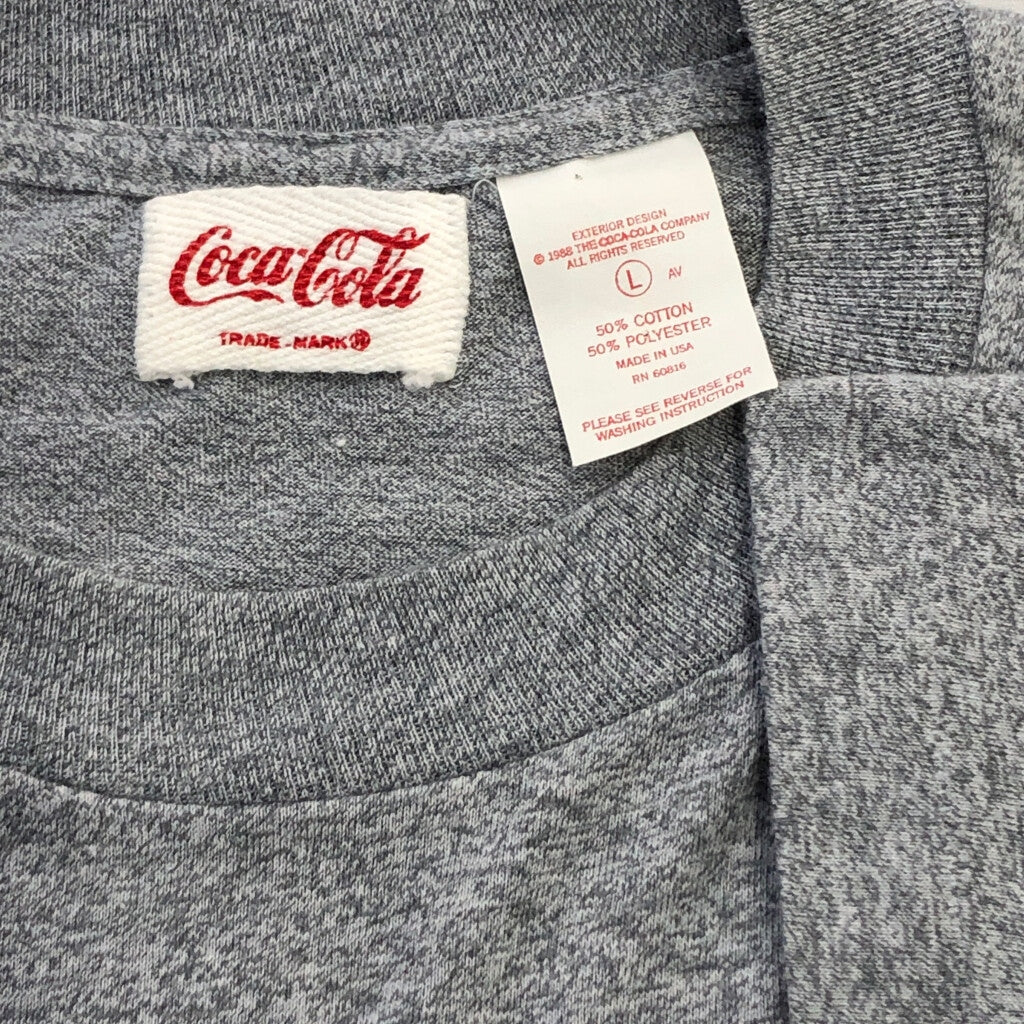 Coca-Cola
TRADE-MARK®
EXTERIOR DESIGN
© 1988 THE COCA-COLA COMPANY
ALL RIGHTS RESERVED
L AV
50% COTTON
50% POLYESTER
MADE IN USA
RN 60816
PLEASE SEE REVERSE FOR
WASHING INSTRUCTION